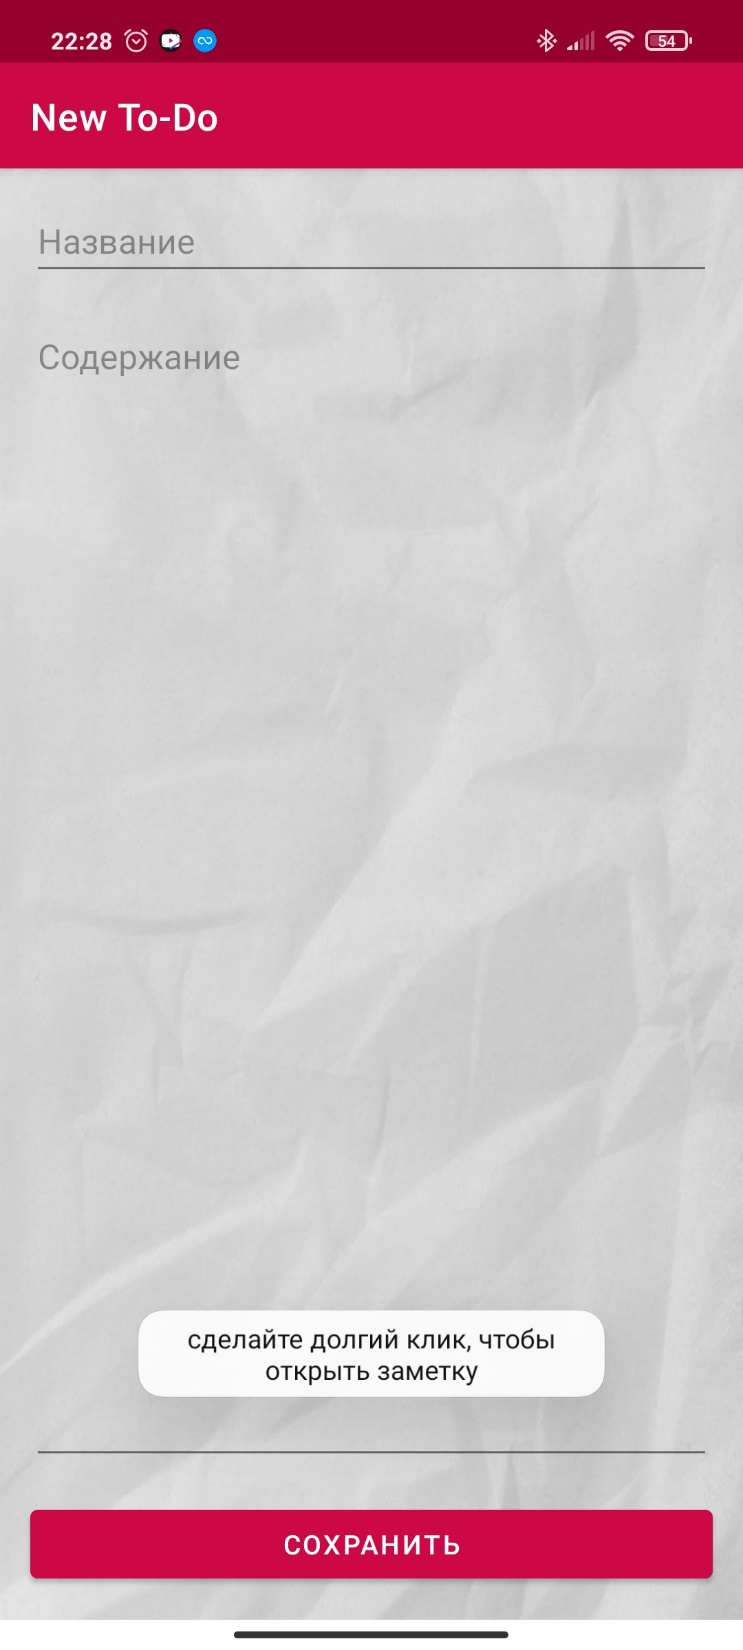 22:28
54
New To-Do
Название
Содержание
сделайте долгий клик, чтобы
открыть заметку
СОХРАНИТЬ